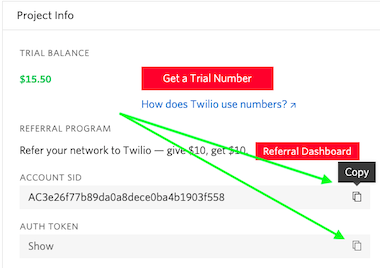 Project Info
TRIAL BALANCE
$15.50
Get a Trial Number
How does Twilio use numbers?
REFERRAL PROGRAM
Refer your network to Twilio — give $10, get $10.
Referral Dashboard
Copy
ACCOUNT SID
AC3e26f77b89da0a8dece0ba4b1903f558
AUTH TOKEN
Show